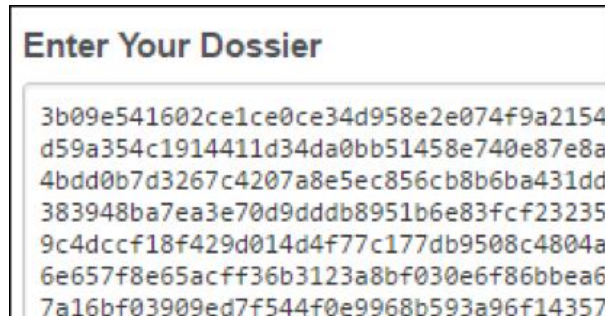 Enter Your Dossier
3b09e541602ce1ce0ce34d958e2e074f9a2154
d59a354c1914411d34da0bb51458e740e87e8a
4bdd0b7d3267c4207a8e5ec856cb8b6ba431dd
383948ba7ea3e70d9dddb8951b6e83fcf23235
9c4dccf18f429d014d4f77c177db9508c4804a
6e657f8e65acff36b3123a8bf030e6f86bbea6
7a16bf03909ed7f544f0e9968b593a96f14357